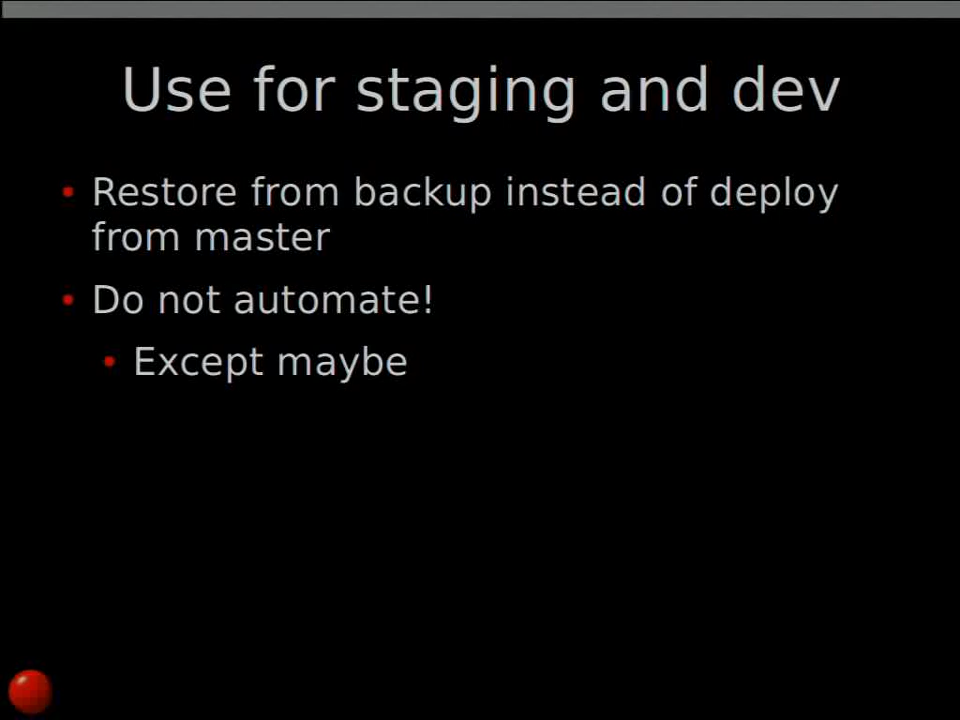 Use for staging and dev
Restore from backup instead of deploy
from master
Do not automate!
Except maybe